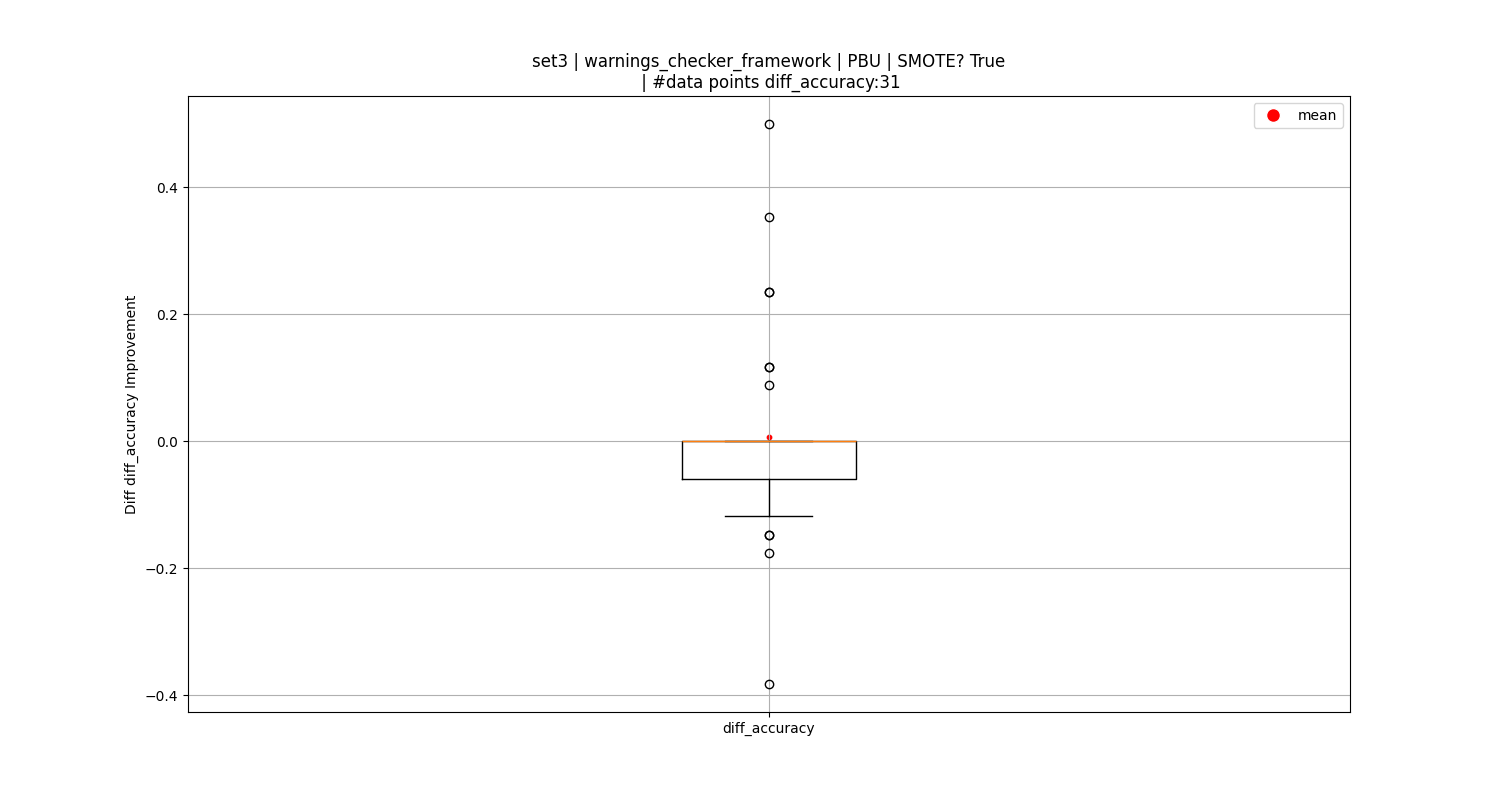 set3 | warnings_checker_framework | PBU | SMOTE? True
| #data points diff_accuracy:31
mean
0.4
0.2
0.0
−0.2
−0.4
Diff diff_accuracy Improvement
diff_accuracy